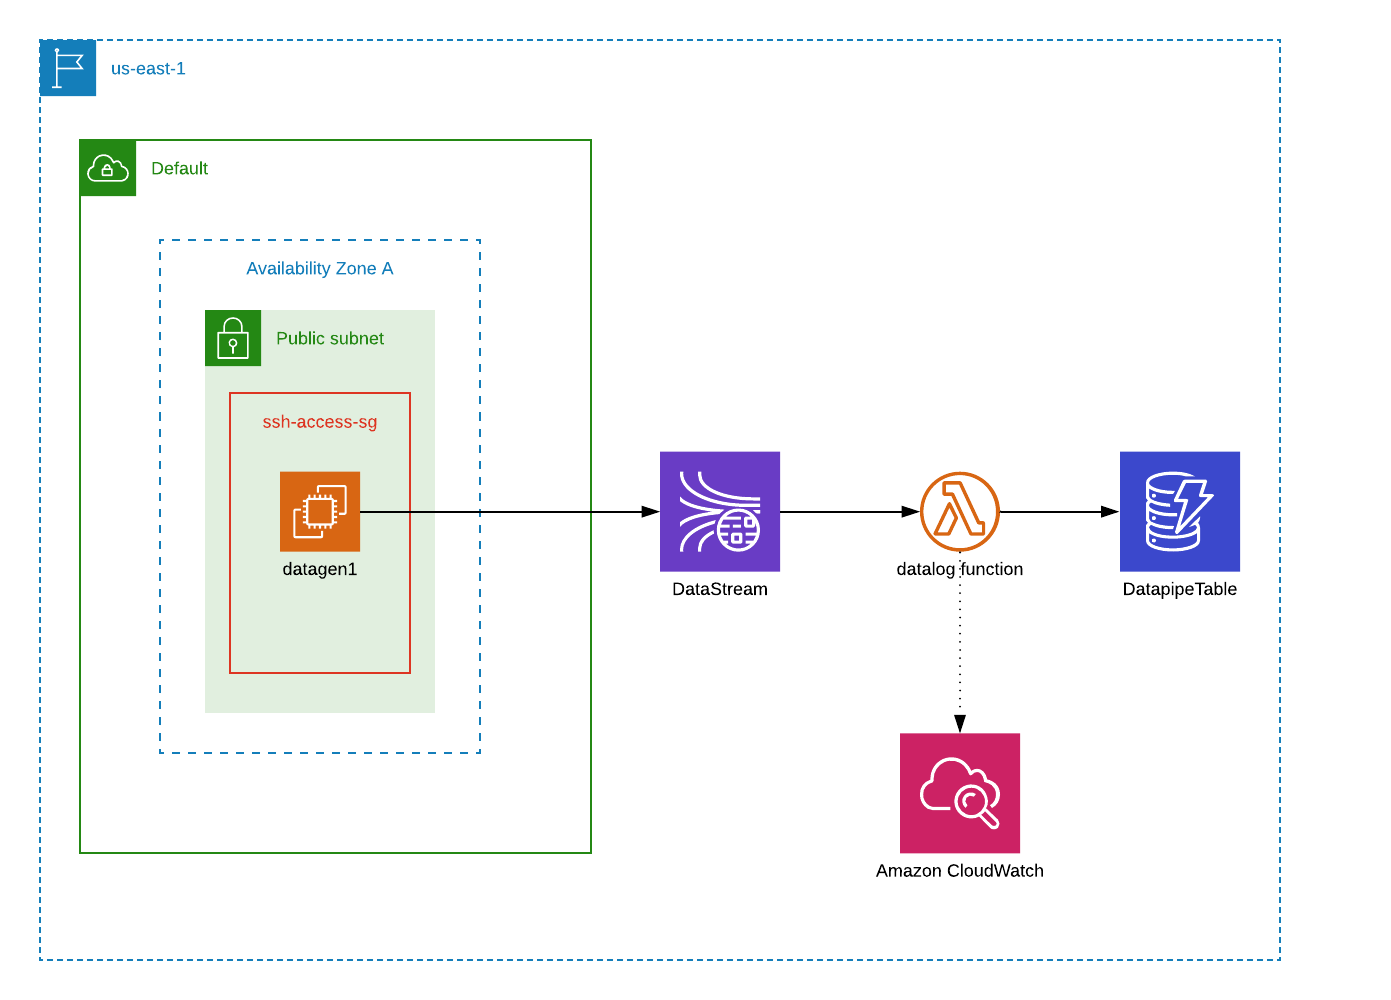 us-east-1
Default
Availability Zone A
Public subnet
ssh-access-sg
datagen1
DataStream
datalog function
DatapipeTable
Amazon CloudWatch